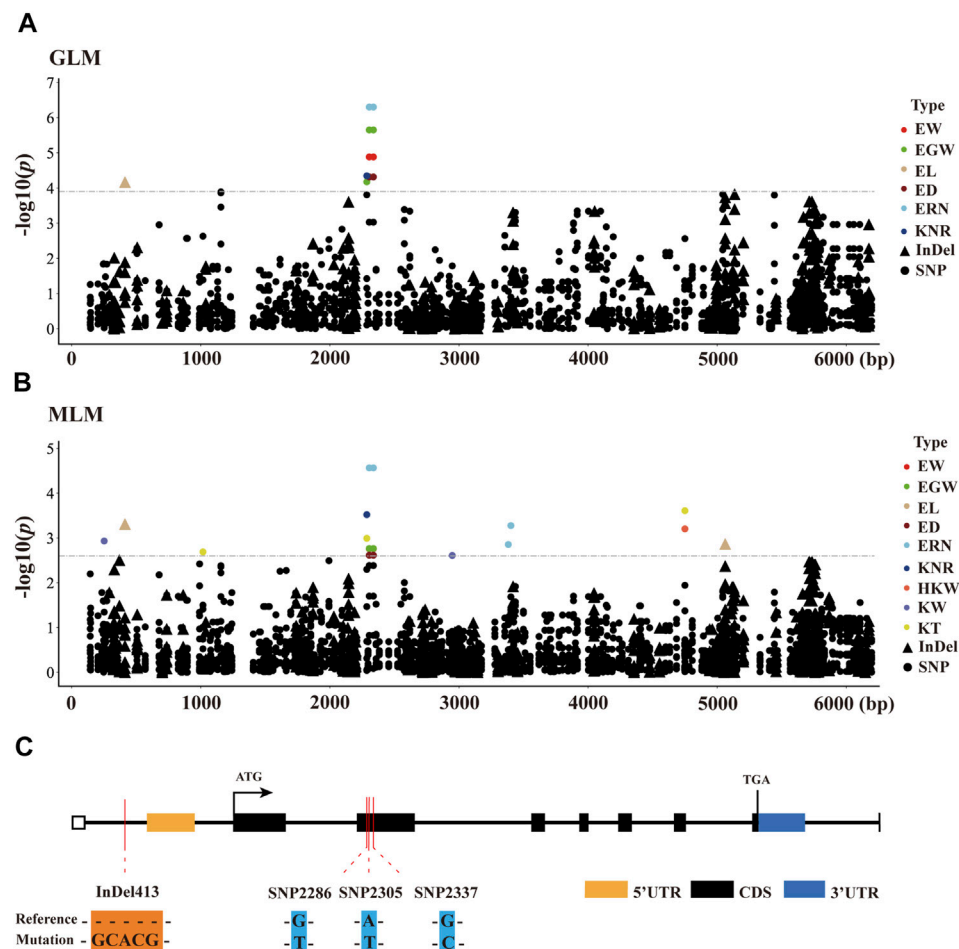 A
GLM
7
6
5
4
3
2
1
0
-log10(p)
0 1000 2000 3000 4000 5000 6000 (bp)
Type
EW
EGW
EL
ED
ERN
KNR
InDel
SNP
B
MLM
5
4
3
2
1
0
-log10(p)
0 1000 2000 3000 4000 5000 6000 (bp)
Type
EW
EGW
EL
ED
ERN
KNR
HKW
KW
KT
InDel
SNP
C
ATG
TGA
InDel413 SNP2286 SNP2305 SNP2337
5'UTR CDS 3'UTR
Reference - - - - - - - -G- -A- -G-
Mutation -GCACG- -T- -T- -C-